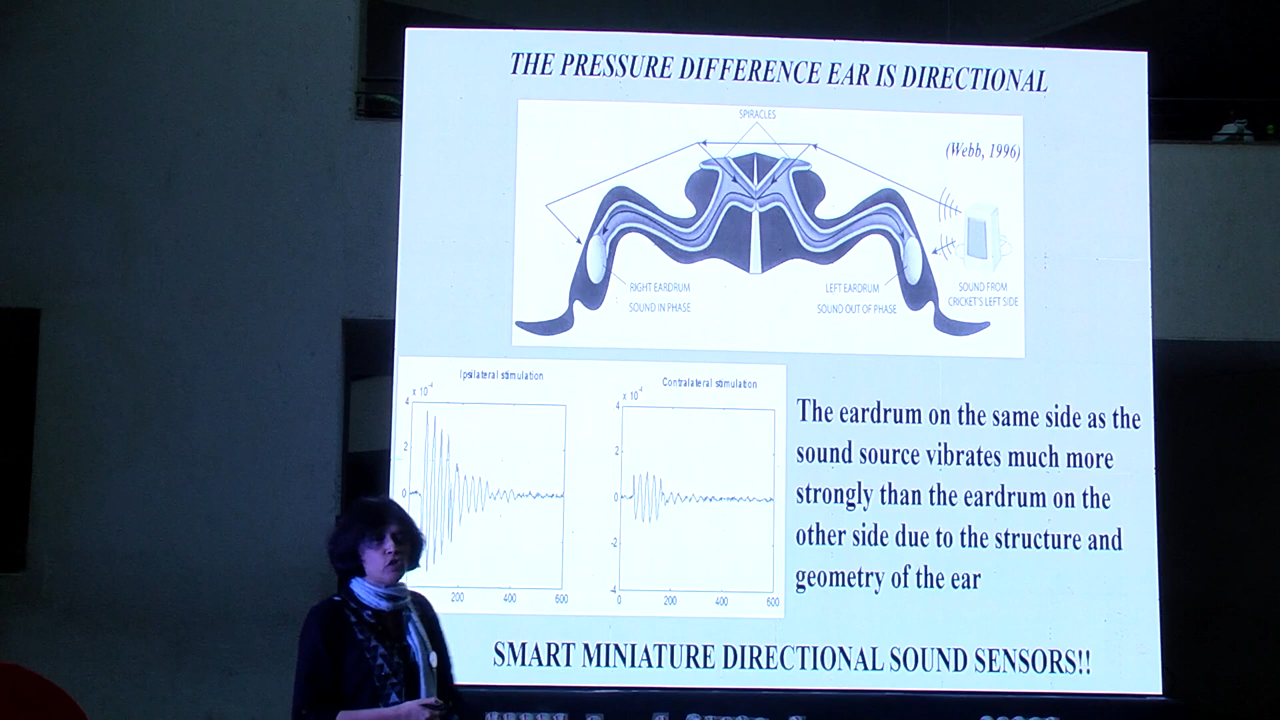 THE PRESSURE DIFFERENCE EAR IS DIRECTIONAL
SPIRACLES
(Webb, 1996)
RIGHT EARDRUM
SOUND IN PHASE
LEFT EARDRUM
SOUND OUT OF PHASE
SOUND FROM
CRICKET'S LEFT SIDE
Ipsilateral stimulation
x 10⁻⁴
4
2
0
200
400
600
Contralateral stimulation
x 10⁻⁴
4
2
0
-2
-4
0
200
400
600
The eardrum on the same side as the
sound source vibrates much more
strongly than the eardrum on the
other side due to the structure and
geometry of the ear
SMART MINIATURE DIRECTIONAL SOUND SENSORS!!